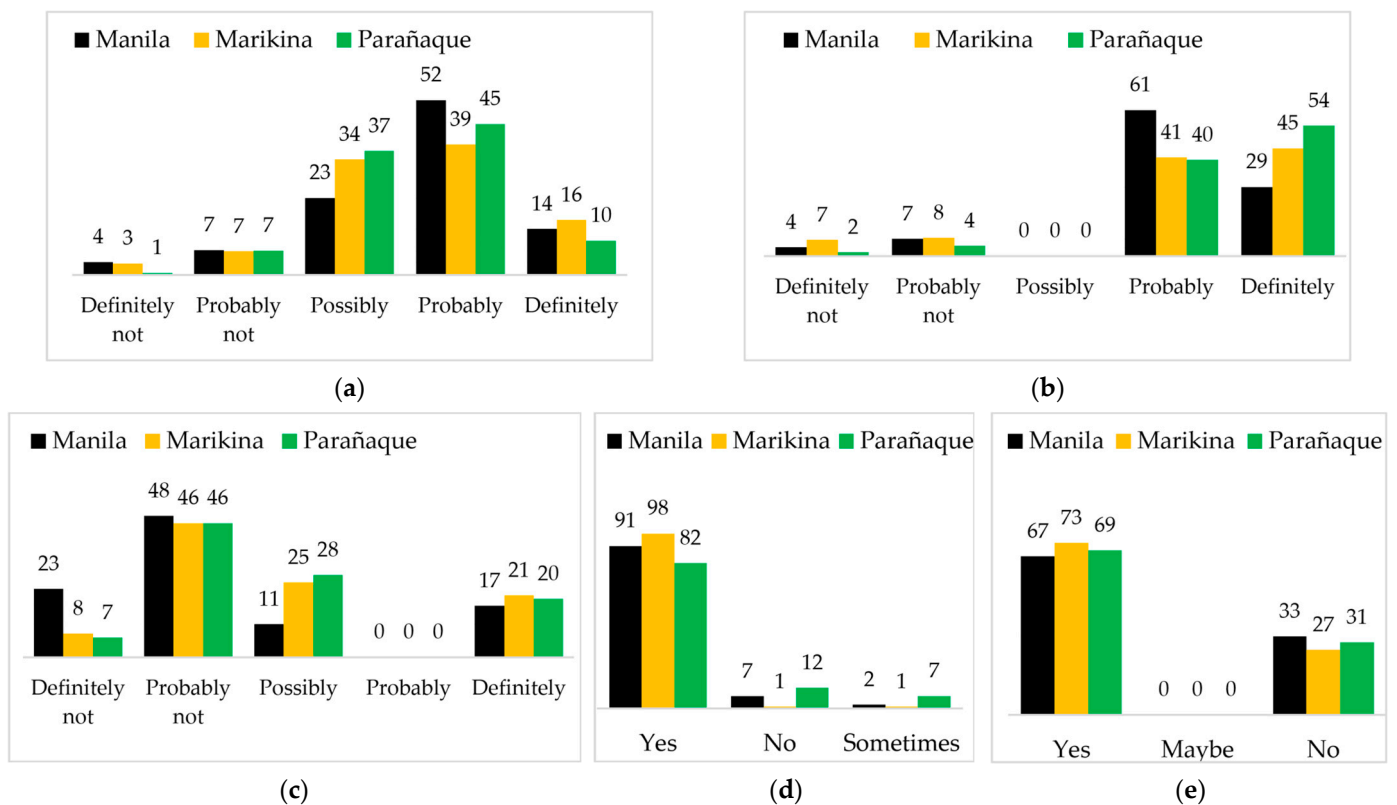 Manila Marikina Parañaque
52
45
39
37
34
23
14 16 10
4 3 1
7 7 7
Definitely not
Probably not
Possibly
Probably
Definitely
(a)
Manila Marikina Parañaque
61
54
45
41 40
29
4 7 2
7 8 4
0 0 0
Definitely not
Probably not
Possibly
Probably
Definitely
(b)
Manila Marikina Parañaque
48 46 46
23
8 7
11 25 28
0 0 0
17 21 20
Definitely not
Probably not
Possibly
Probably
Definitely
(c)
Manila Marikina Parañaque
91 98 82
7 1 12
2 1 7
Yes No Sometimes
(d)
Manila Marikina Parañaque
67 73 69
0 0 0
33 27 31
Yes Maybe No
(e)